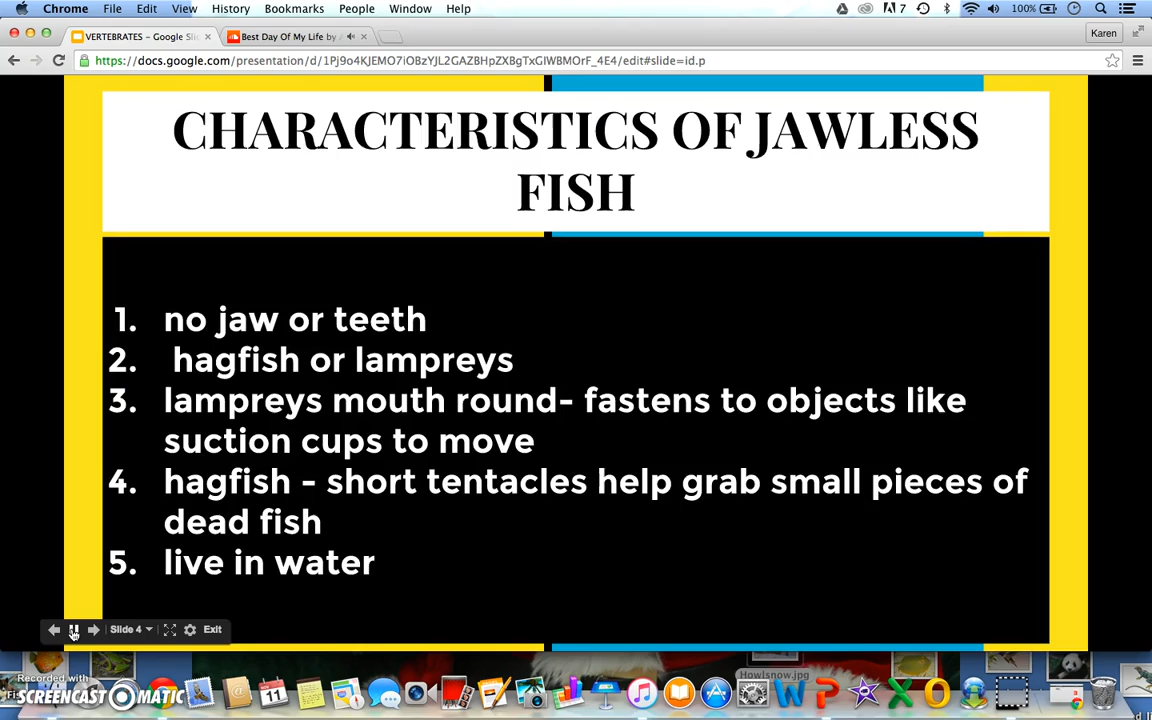 Chrome File Edit View History Bookmarks People Window Help 7 100%
VERTEBRATES - Google Sli Best Day Of My Life by Karen
https://docs.google.com/presentation/d/1Pj9o4KJEMO7iOBzYJL2GAZBHpZXBgTxGIWBMOrF_4E4/edit#slide=id.p
CHARACTERISTICS OF JAWLESS
FISH
1. no jaw or teeth
2. hagfish or lampreys
3. lampreys mouth round- fastens to objects like
suction cups to move
4. hagfish - short tentacles help grab small pieces of
dead fish
5. live in water
Slide 4 Exit
Recorded with
SCREENCAST O MATIC
11
HowIsnow.jpg